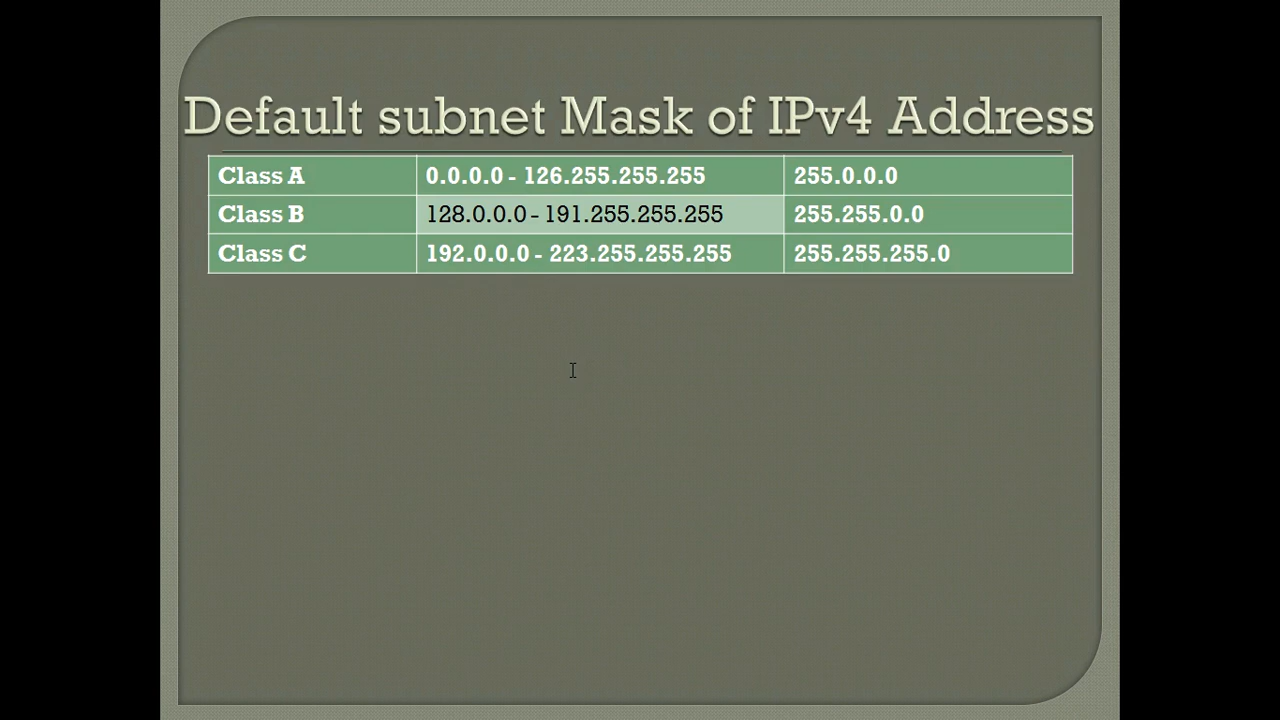 Default subnet Mask of IPv4 Address
Class A 0.0.0.0 - 126.255.255.255 255.0.0.0
Class B 128.0.0.0 - 191.255.255.255 255.255.0.0
Class C 192.0.0.0 - 223.255.255.255 255.255.255.0